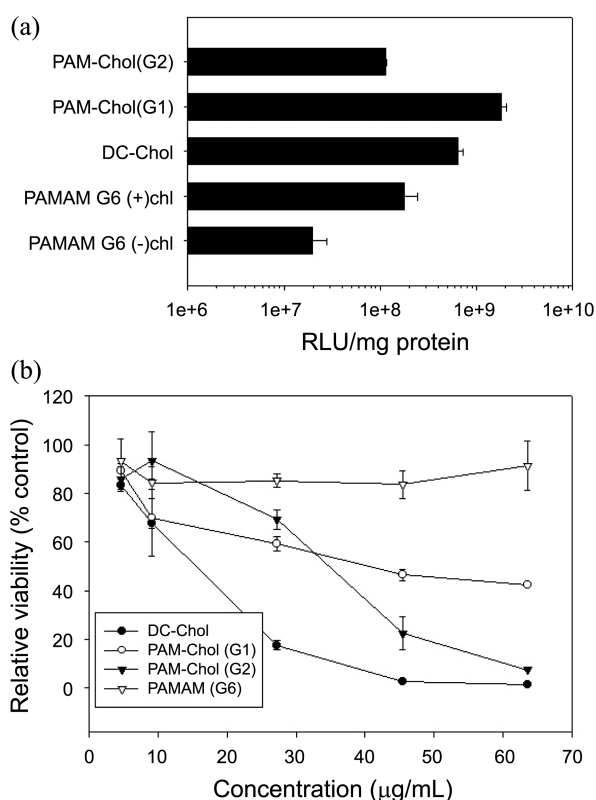 (a)
PAM-Chol(G2)
PAM-Chol(G1)
DC-Chol
PAMAM G6 (+)chl
PAMAM G6 (-)chl
1e+6 1e+7 1e+8 1e+9 1e+10
RLU/mg protein
(b)
Relative viability (% control)
120
100
80
60
40
20
0
DC-Chol
PAM-Chol (G1)
PAM-Chol (G2)
PAMAM (G6)
0 10 20 30 40 50 60 70
Concentration (μg/mL)